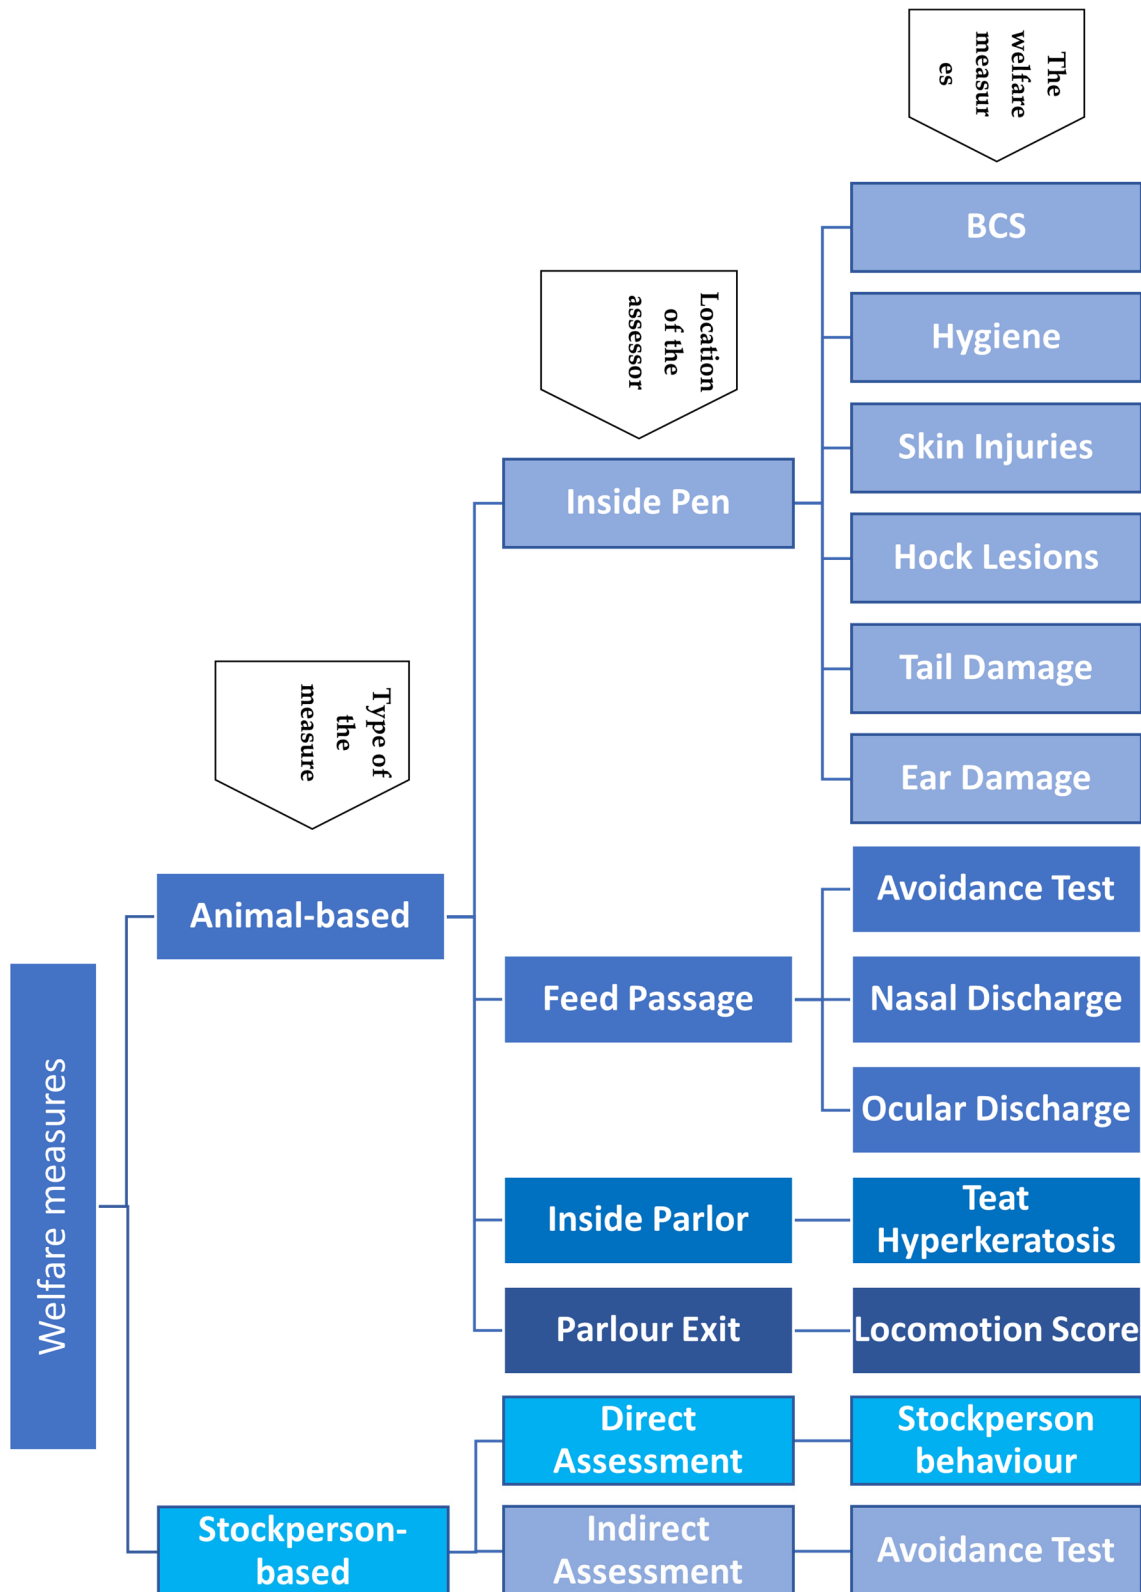 The
welfare
measur
es
BCS
Hygiene
Location
of the
assessor
Skin Injuries
Inside Pen
Hock Lesions
Tail Damage
Type of
the
measure
Ear Damage
Animal-based
Avoidance Test
Feed Passage
Nasal Discharge
Ocular Discharge
Welfare measures
Inside Parlor
Teat
Hyperkeratosis
Parlour Exit
Locomotion Score
Direct
Assessment
Stockperson
behaviour
Stockperson-
based
Indirect
Assessment
Avoidance Test